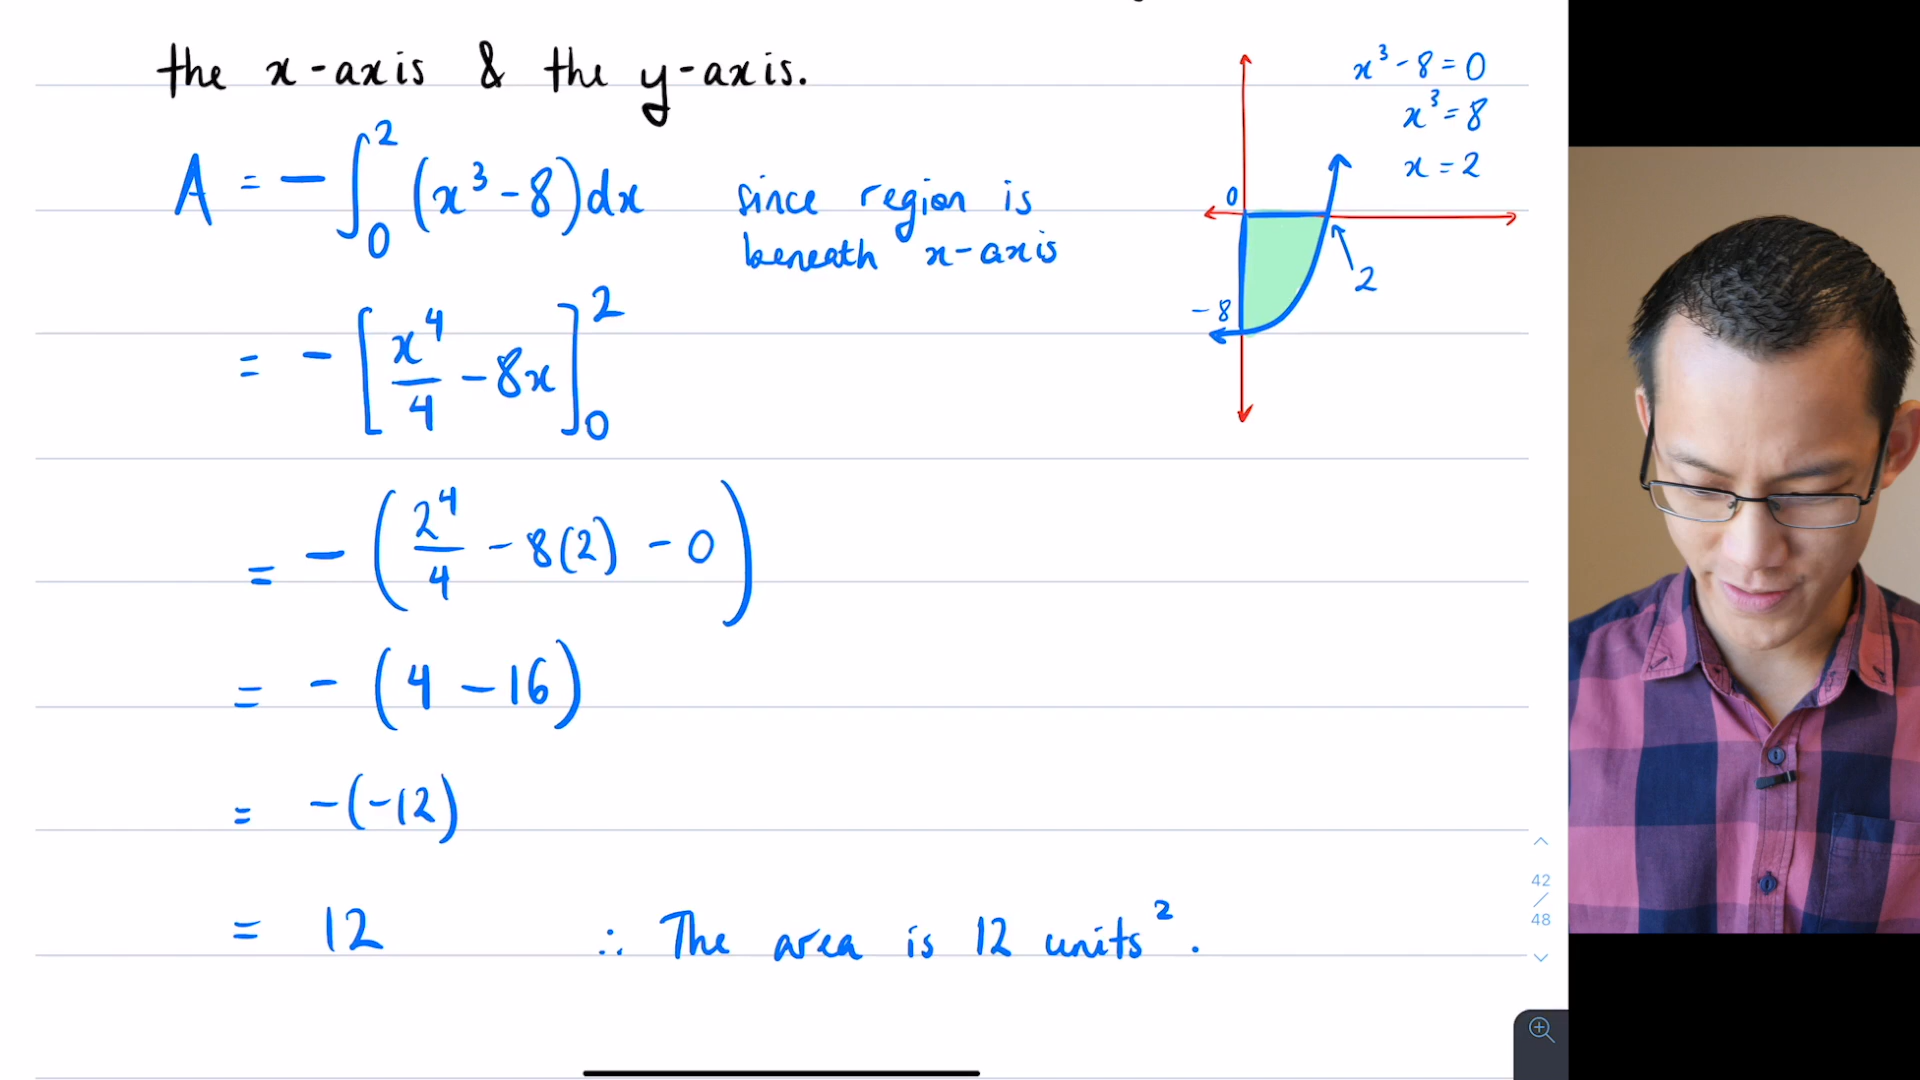 the x-axis & the y-axis.
A = - ∫₀² (x³ - 8) dx since region is
beneath x-axis
= - [x⁴/4 - 8x]₀²
= - (2⁴/4 - 8(2) - 0)
= - (4 - 16)
= -(-12)
= 12 ∴ The area is 12 units².
x³ - 8 = 0
x³ = 8
x = 2
0
2
-8
42
/
48